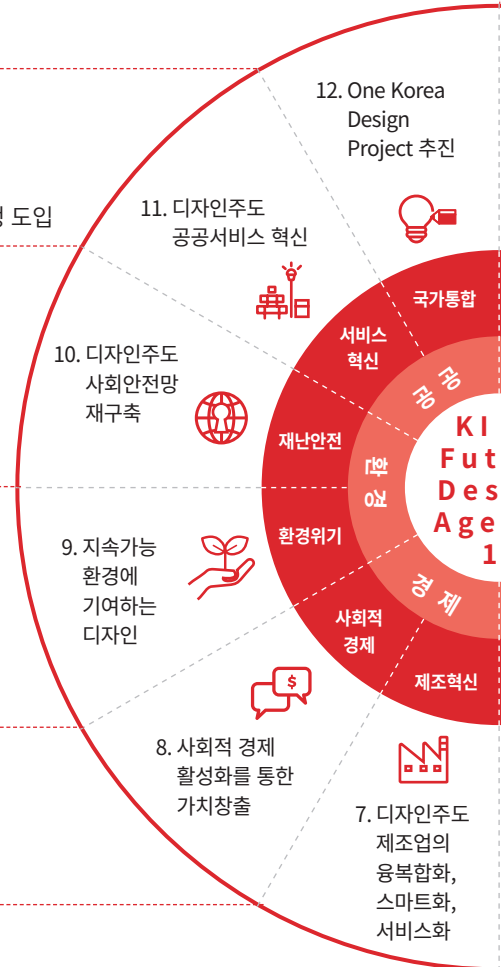 12. One Korea
Design
Project 추진
11. 디자인주도
공공서비스 혁신
도입
10. 디자인주도
사회안전망
재구축
9. 지속가능
환경에
기여하는
디자인
8. 사회적 경제
활성화를 통한
가치창출
7. 디자인주도
제조업의
융복합화,
스마트화,
서비스화
국가통합
서비스
혁신
재난안전
환경위기
사회적
경제
제조혁신
공공
환경
경제
KI
Fut
Des
Age
1
$